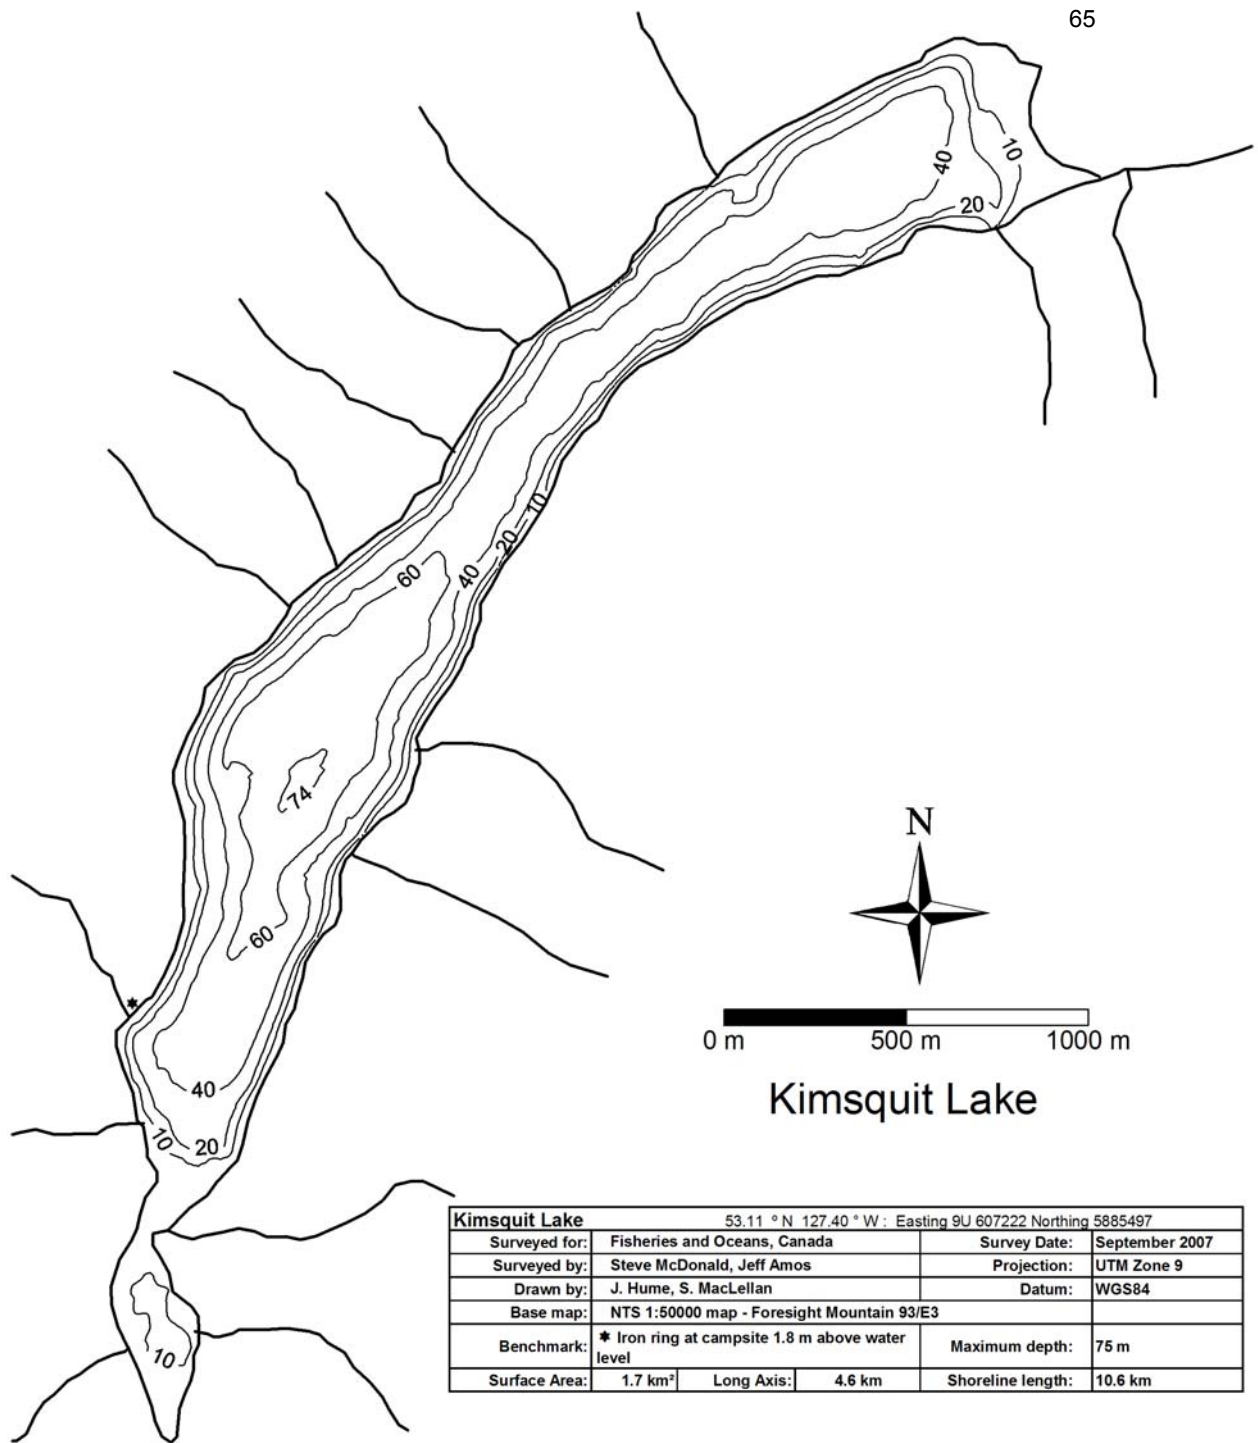 65
10
40
20
10
20
40
60
74
60
N
0 m 500 m 1000 m
Kimsquit Lake
40
10
20
10
Kimsquit Lake 53.11 ° N 127.40 ° W : Easting 9U 607222 Northing 5885497
Surveyed for: Fisheries and Oceans, Canada Survey Date: September 2007
Surveyed by: Steve McDonald, Jeff Amos Projection: UTM Zone 9
Drawn by: J. Hume, S. MacLellan Datum: WGS84
Base map: NTS 1:50000 map - Foresight Mountain 93/E3
Benchmark: ✱ Iron ring at campsite 1.8 m above water
level
Maximum depth: 75 m
Surface Area: 1.7 km² Long Axis: 4.6 km Shoreline length: 10.6 km